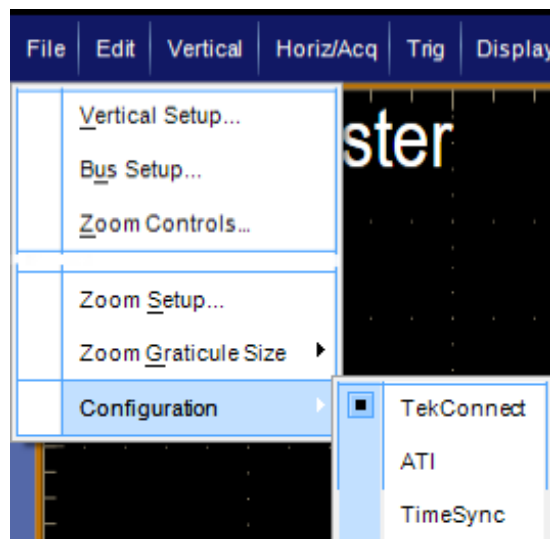 File Edit Vertical Horiz/Acq Trig Display
Vertical Setup...
ster
Bus Setup...
Zoom Controls...
Zoom Setup...
Zoom Graticule Size
Configuration
TekConnect
ATI
TimeSync